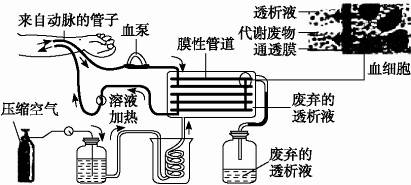 来自动脉的管子
血泵
膜性管道
透析液
代谢废物
通透膜
血细胞
溶液
加热
压缩空气
废弃的
透析液
废弃的
透析液